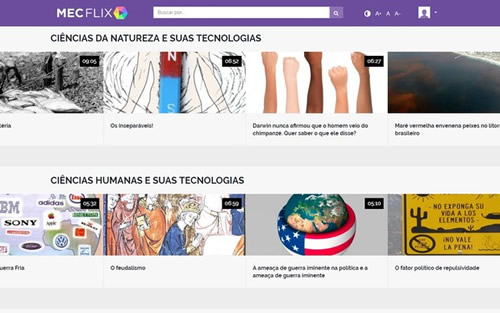 MECFLIX
Buscar por...
A+ A A-
CIÊNCIAS DA NATUREZA E SUAS TECNOLOGIAS
09:05
06:52
06:27
téria
Os inseparáveis!
Darwin nunca afirmou que o homem veio do
chimpanzé. Quer saber o que ele disse?
Maré vermelha envenena peixes no litor
brasileiro
CIÊNCIAS HUMANAS E SUAS TECNOLOGIAS
05:32
06:59
05:10
IBM
adidas
SONY
NO EXPONGA
SU VIDA A
LOS ELEMENTOS
¡NO VALE
LA PENA!
uerra Fria
O feudalismo
A ameaça de guerra iminente na política e a
ameaça de guerra iminente
O fator político de repulsividade